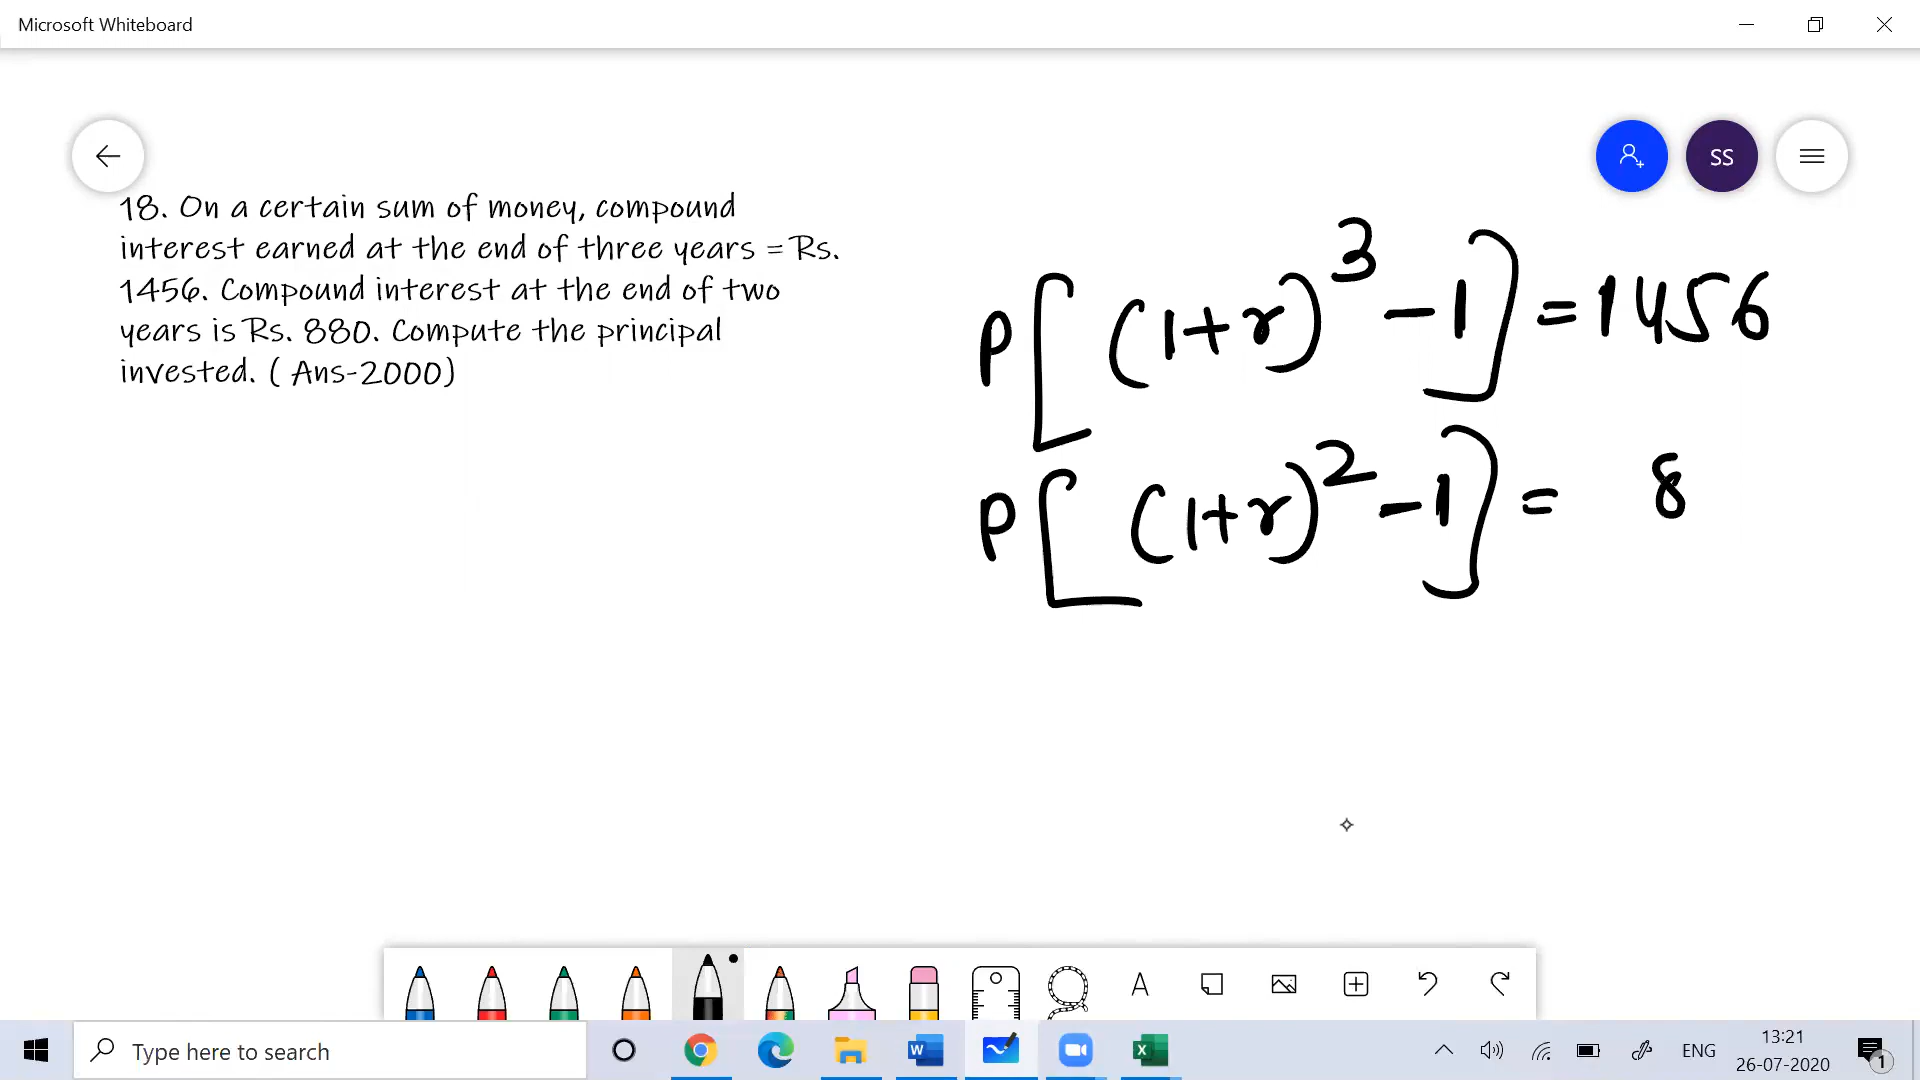 Microsoft Whiteboard
SS
18. On a certain sum of money, compound
interest earned at the end of three years = Rs.
1456. Compound interest at the end of two
years is Rs. 880. Compute the principal
invested. ( Ans-2000)
P[(1+r)^3 -1] = 1456
P[(1+r)^2 -1] = 8
A
Type here to search
W
X
ENG
13:21
26-07-2020
1